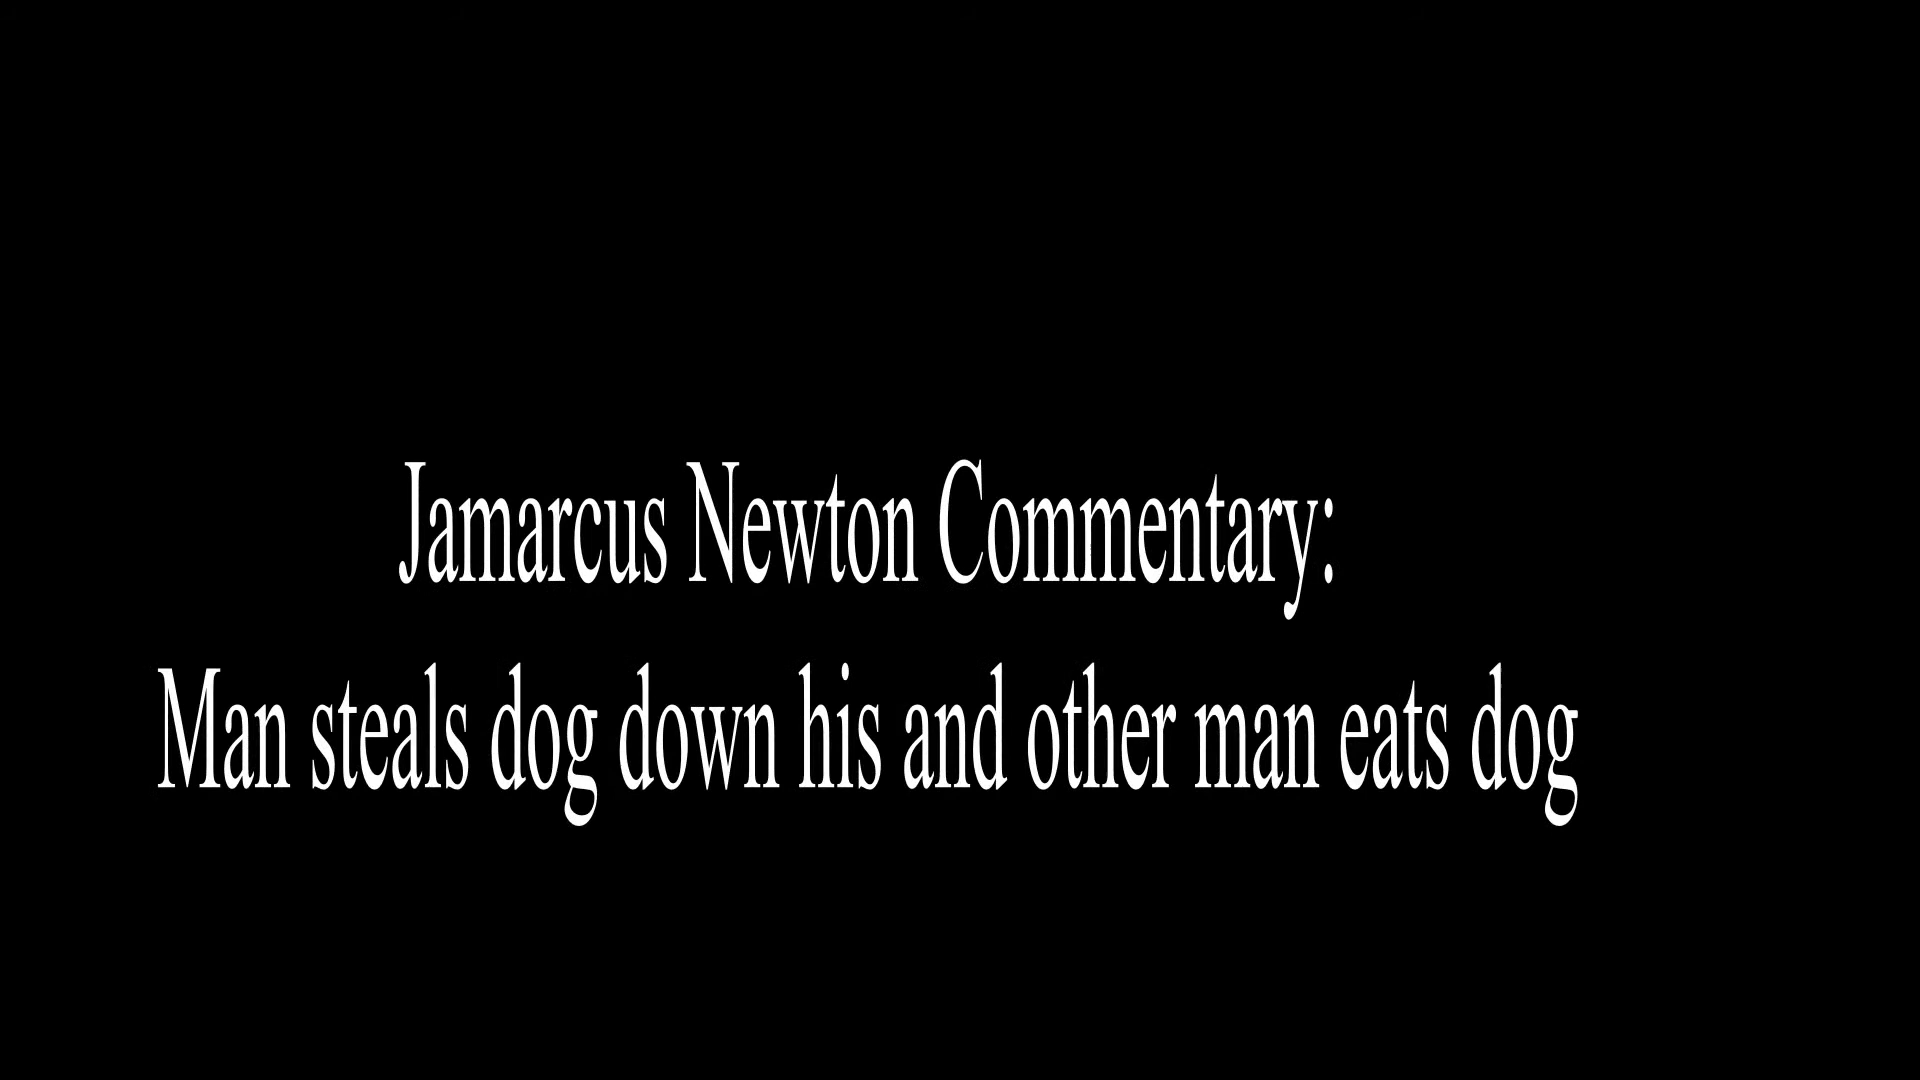 Jamarcus Newton Commentary:
Man steals dog down his and other man eats dog